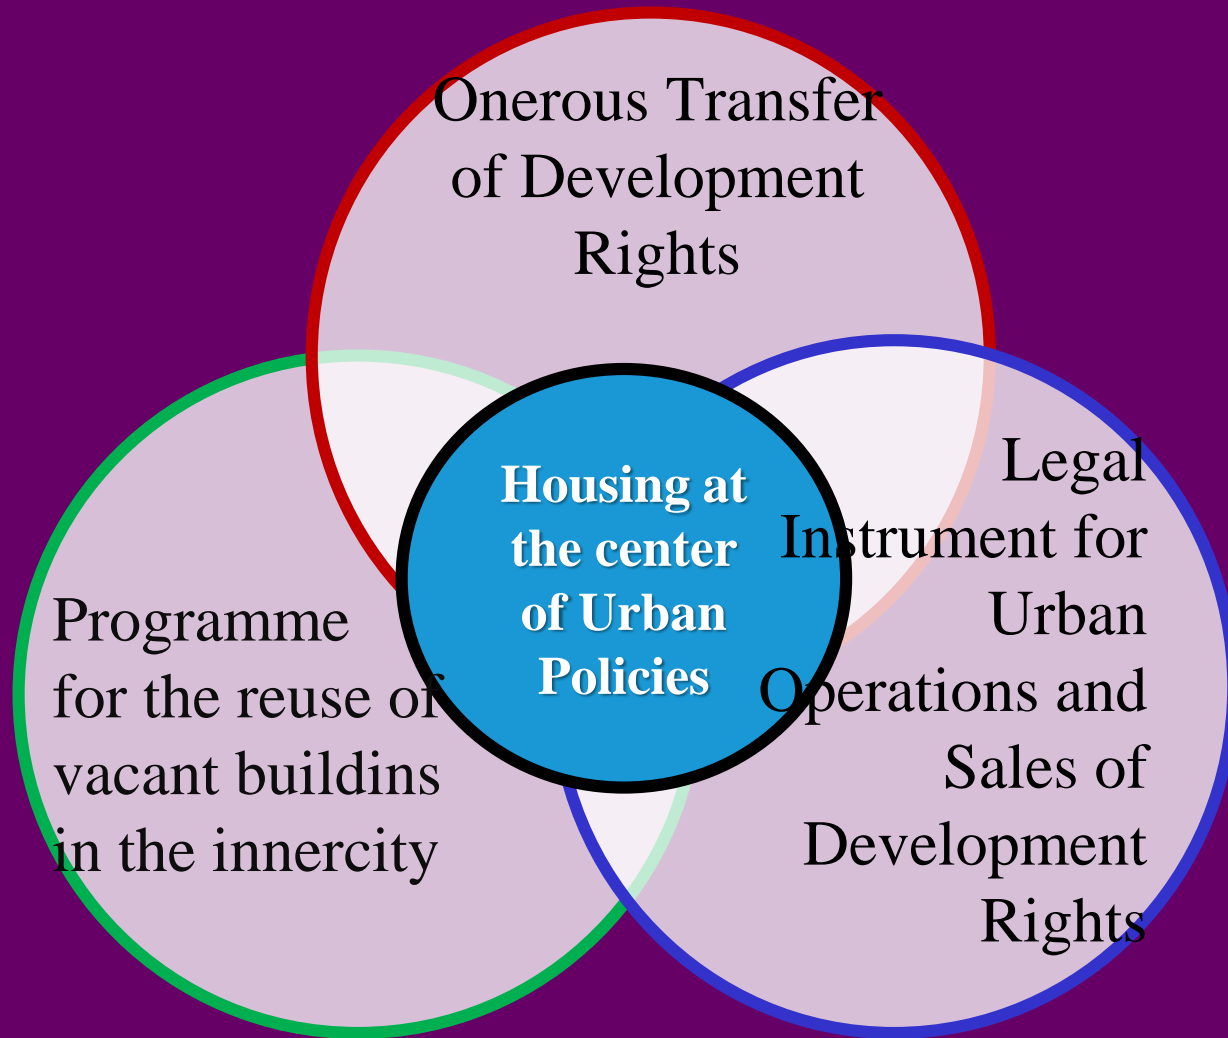 Onerous Transfer
of Development
Rights
Housing at
the center
of Urban
Policies
Programme
for the reuse of
vacant buildins
in the innercity
Legal
Instrument for
Urban
Operations and
Sales of
Development
Rights